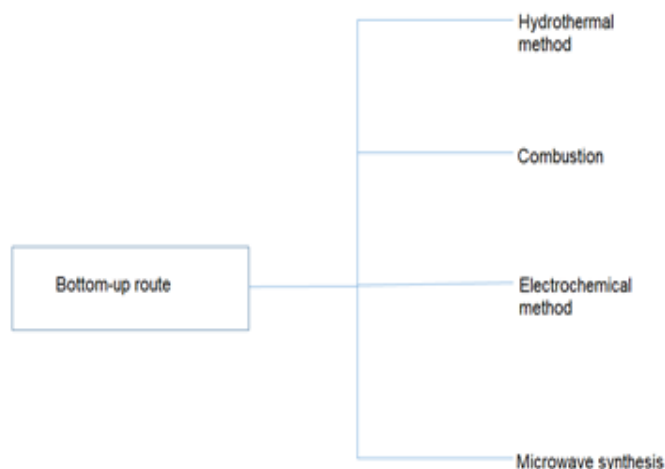 Hydrothermal
method
Combustion
Bottom-up route
Electrochemical
method
Microwave synthesis